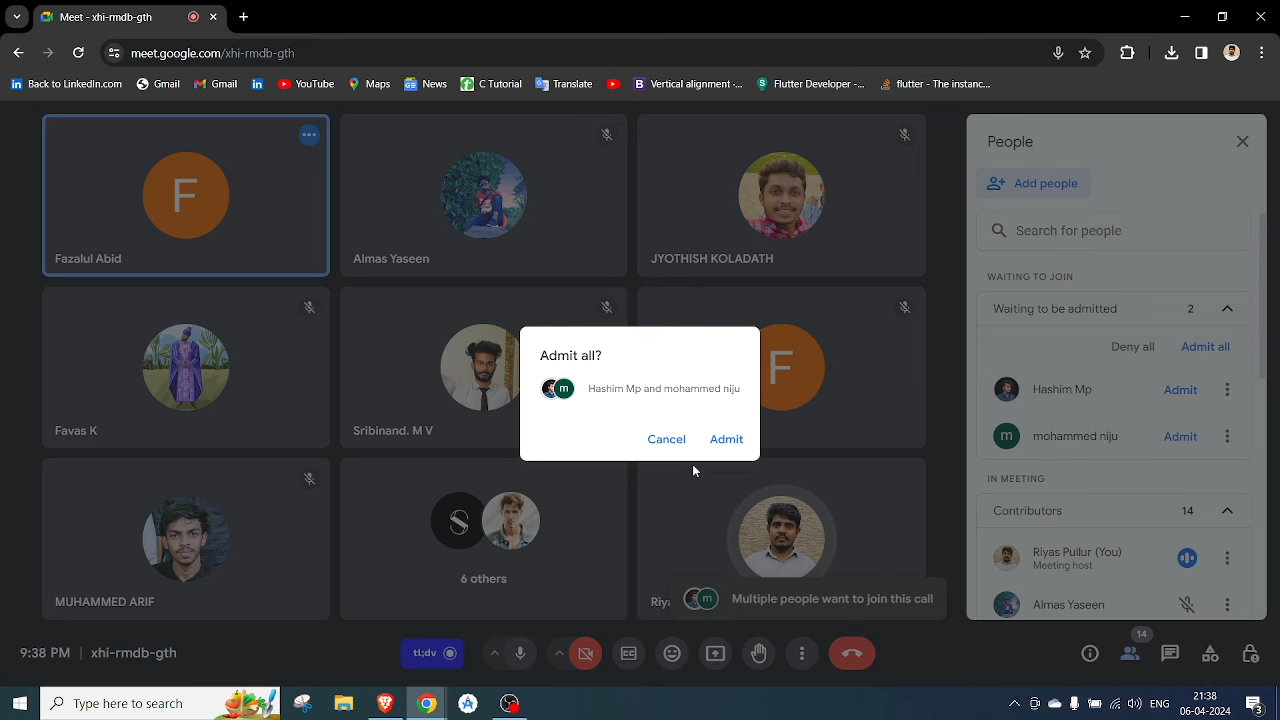 Meet - xhi-rmdb-gth
meet.google.com/xhi-rmdb-gth
Back to LinkedIn.com
Gmail
Gmail
YouTube
Maps
News
C Tutorial
Translate
Vertical alignment -...
Flutter Developer -...
flutter - The instanc...
F
Fazalul Abid
Almas Yaseen
JYOTHISH KOLADATH
Favas K
Sribinand. M V
F
MUHAMMED ARIF
6 others
Riya
Admit all?
m
Hashim Mp and mohammed niju
Cancel
Admit
m
Multiple people want to join this call
People
Add people
Search for people
WAITING TO JOIN
Waiting to be admitted
2
Deny all
Admit all
Hashim Mp
Admit
m
mohammed niju
Admit
IN MEETING
Contributors
14
Riyas Pullur (You)
Meeting host
Almas Yaseen
9:38 PM | xhi-rmdb-gth
tl;dv
14
Type here to search
ENG
21:38
08-04-2024
3